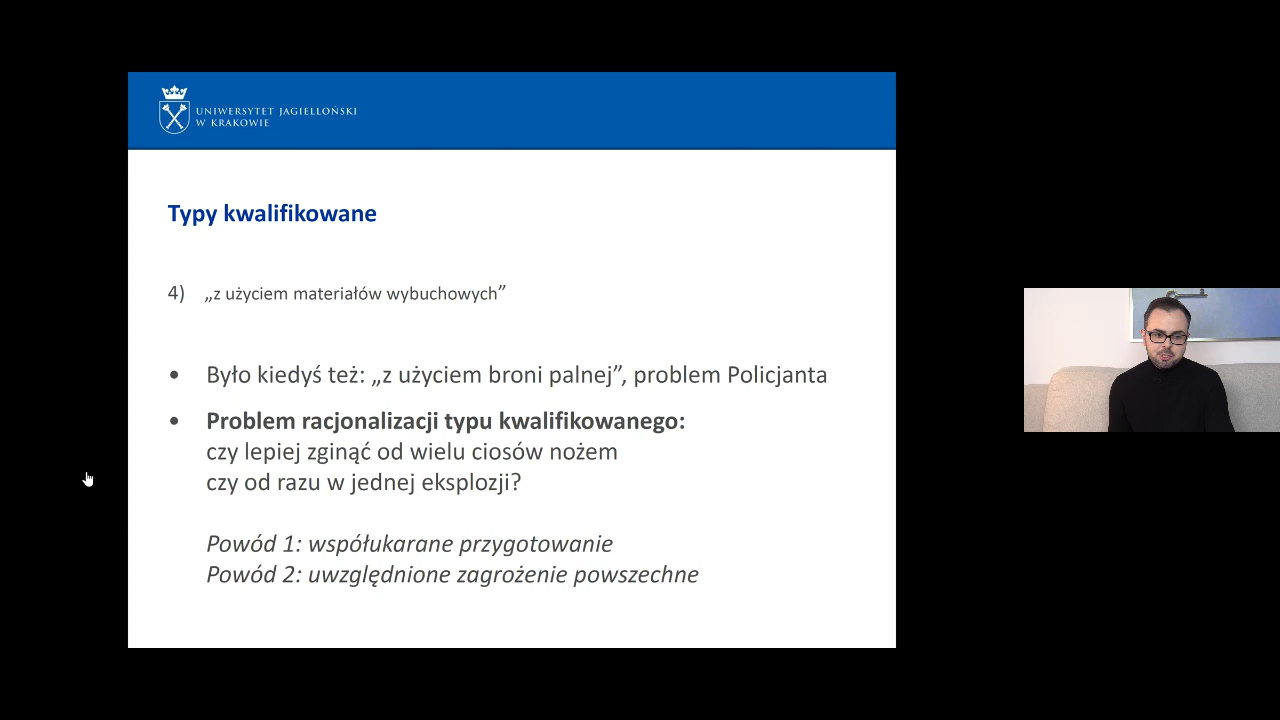 UNIWERSYTET JAGIELLOŃSKI
W KRAKOWIE
Typy kwalifikowane
4) „z użyciem materiałów wybuchowych”
• Było kiedyś też: „z użyciem broni palnej”, problem Policjanta
• Problem racjonalizacji typu kwalifikowanego:
czy lepiej zginąć od wielu ciosów nożem
czy od razu w jednej eksplozji?
Powód 1: współukarane przygotowanie
Powód 2: uwzględnione zagrożenie powszechne